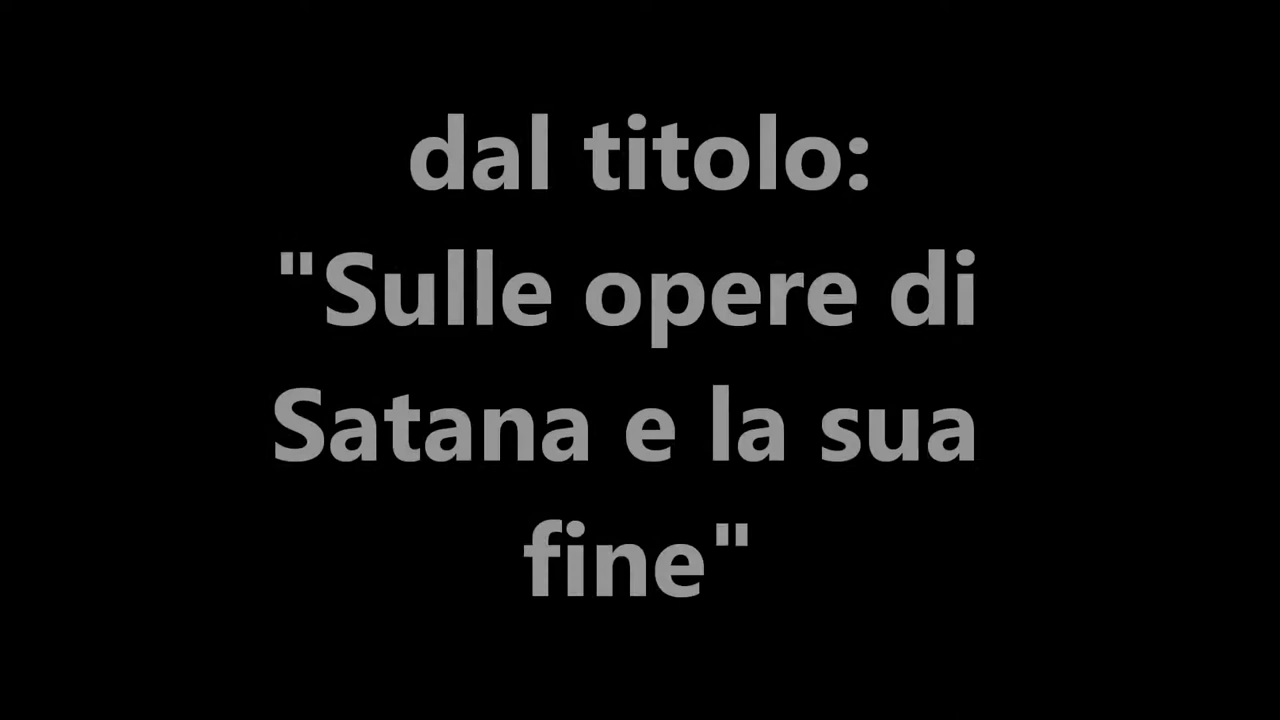 dal titolo:
"Sulle opere di
Satana e la sua
fine"